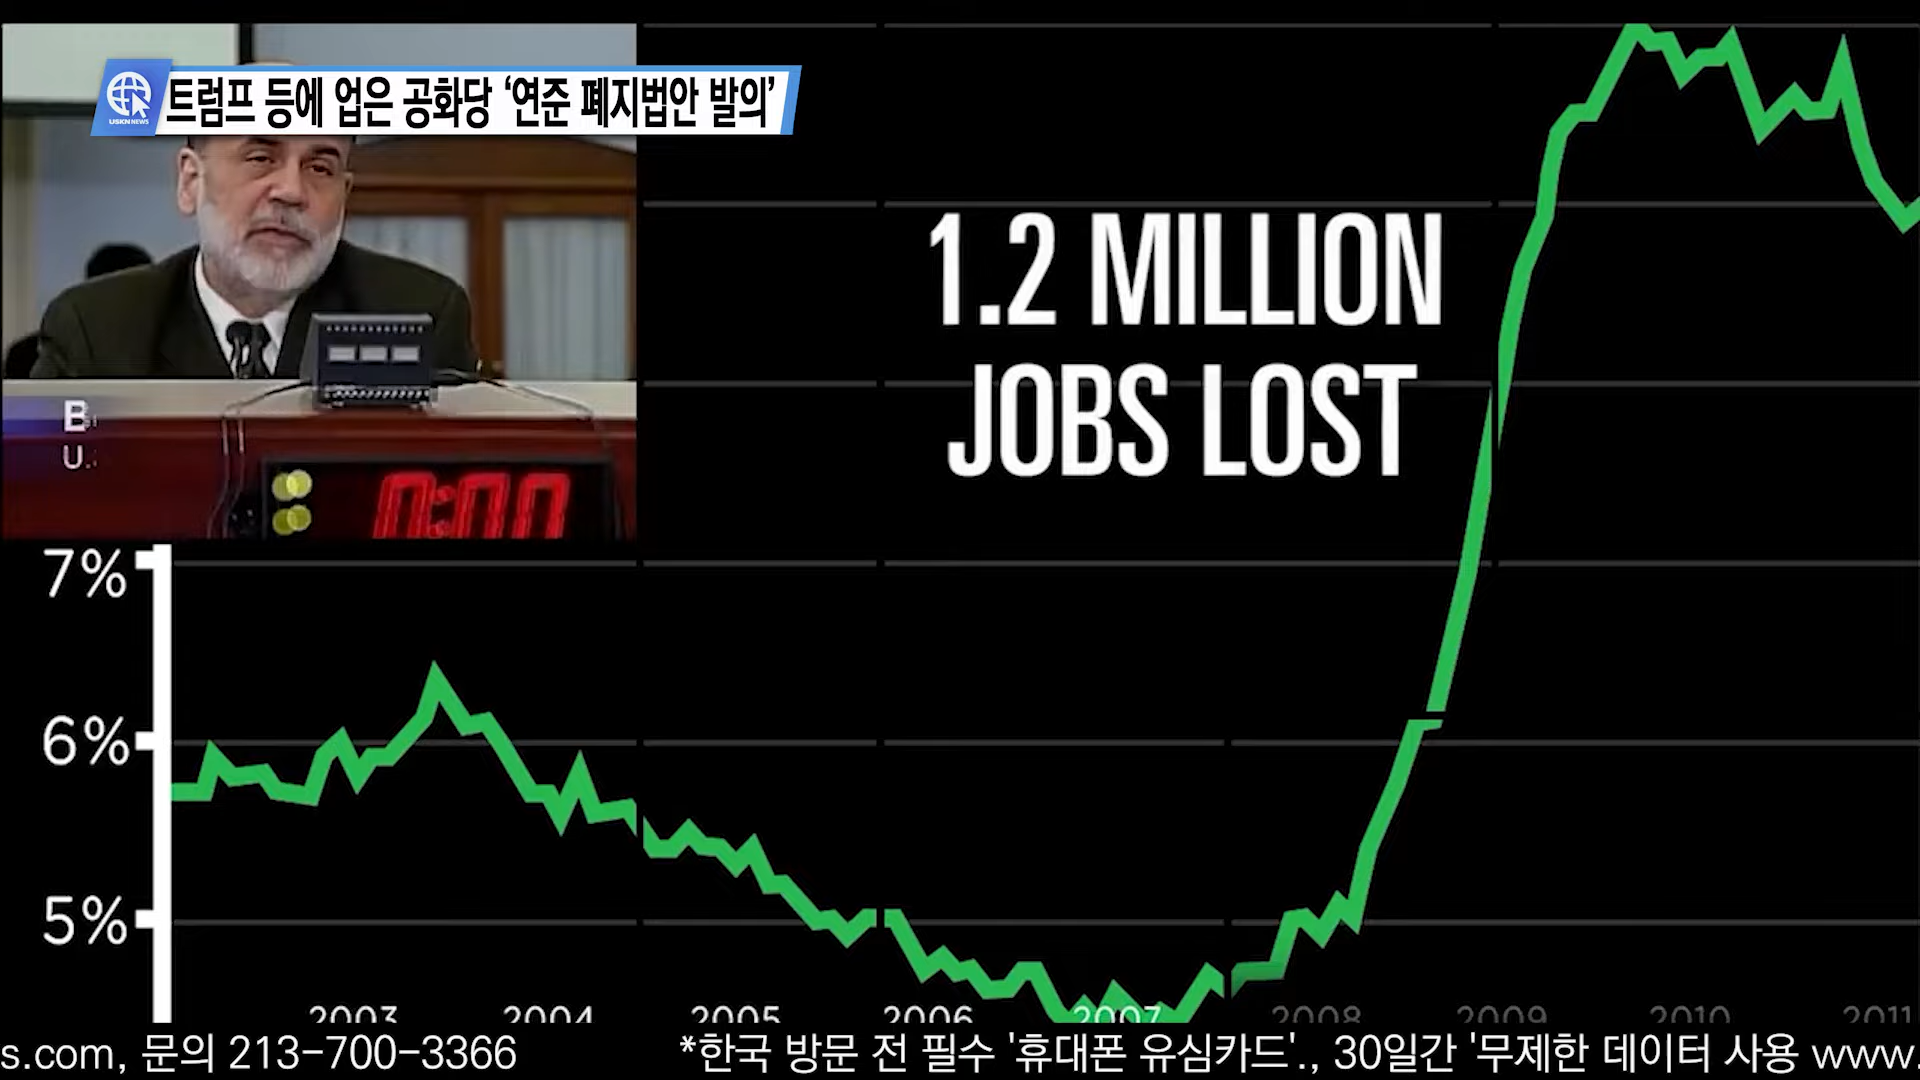 트럼프 등에 업은 공화당 ‘연준 폐지법안 발의’
USKN NEWS
1.2 MILLION
JOBS LOST
B
U.
0:00
7%
6%
5%
2003 2004 2005 2006 2007 2008 2009 2010 2011
s.com, 문의 213-700-3366 *한국 방문 전 필수 '휴대폰 유심카드'., 30일간 '무제한 데이터 사용 www.